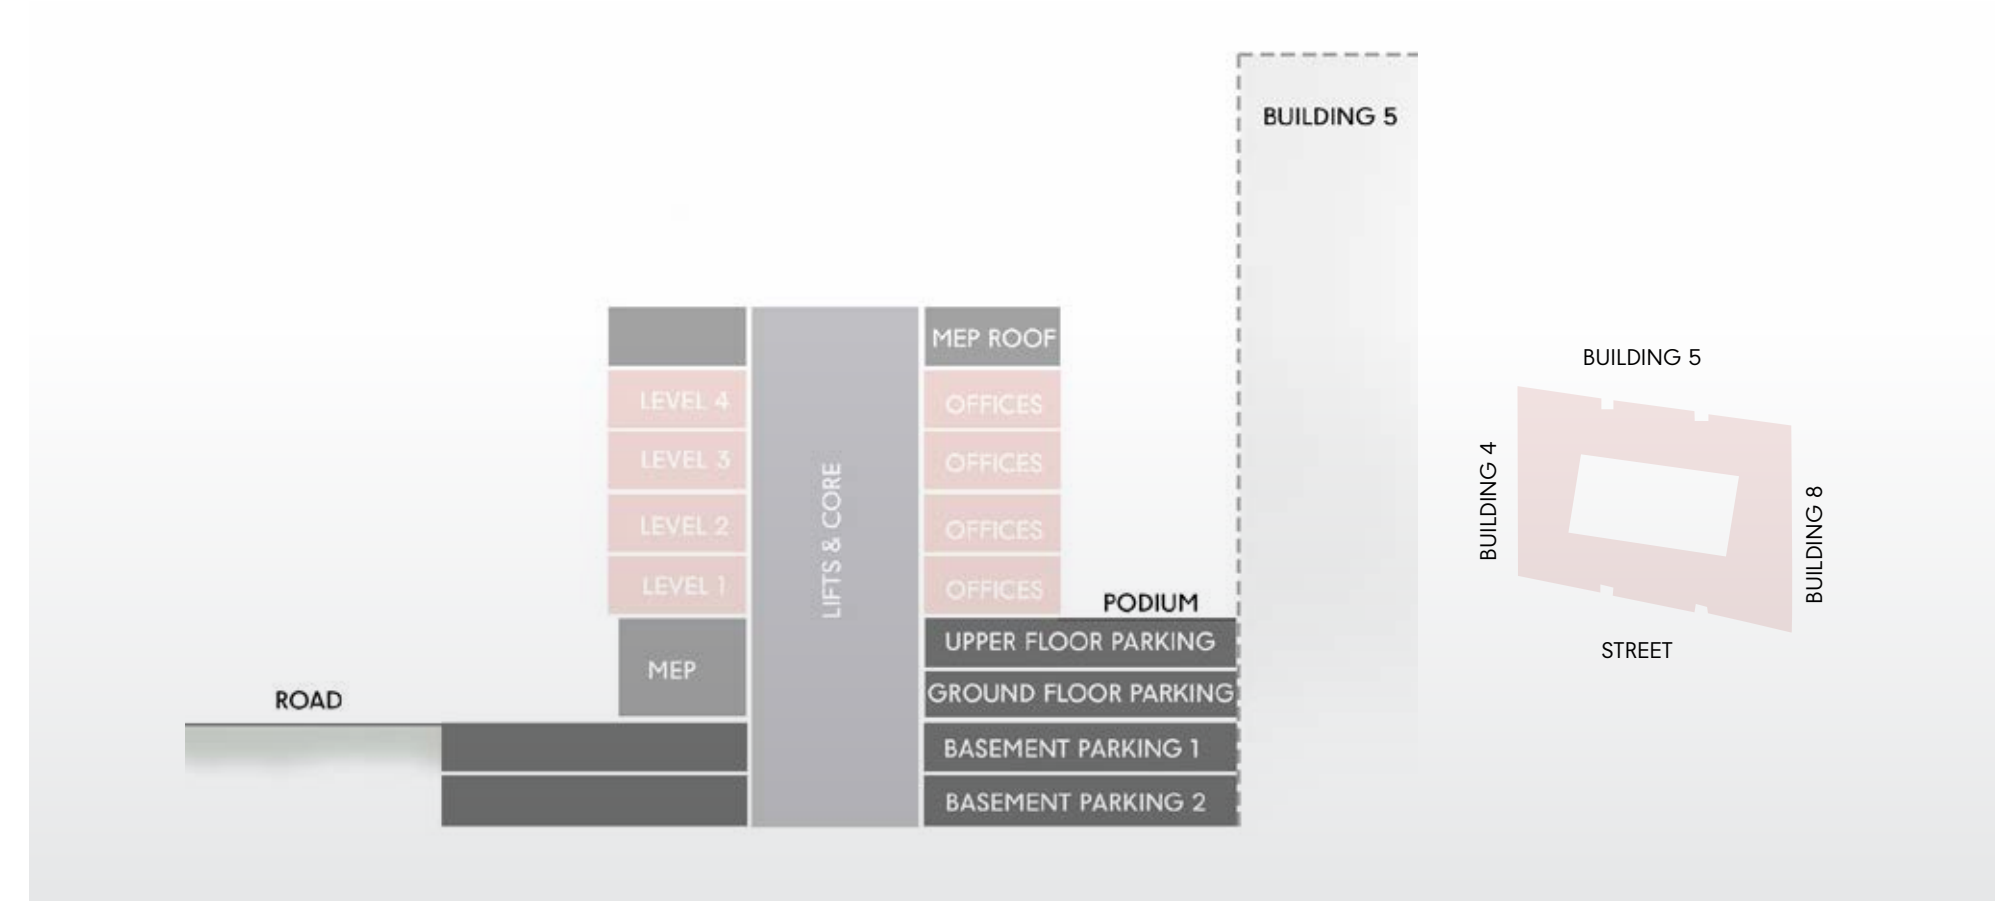 BUILDING 5
MEP ROOF
LEVEL 4
OFFICES
LEVEL 3
OFFICES
LEVEL 2
OFFICES
LEVEL 1
OFFICES
LIFTS & CORE
PODIUM
UPPER FLOOR PARKING
MEP
GROUND FLOOR PARKING
ROAD
BASEMENT PARKING 1
BASEMENT PARKING 2
BUILDING 5
BUILDING 4
BUILDING 8
STREET